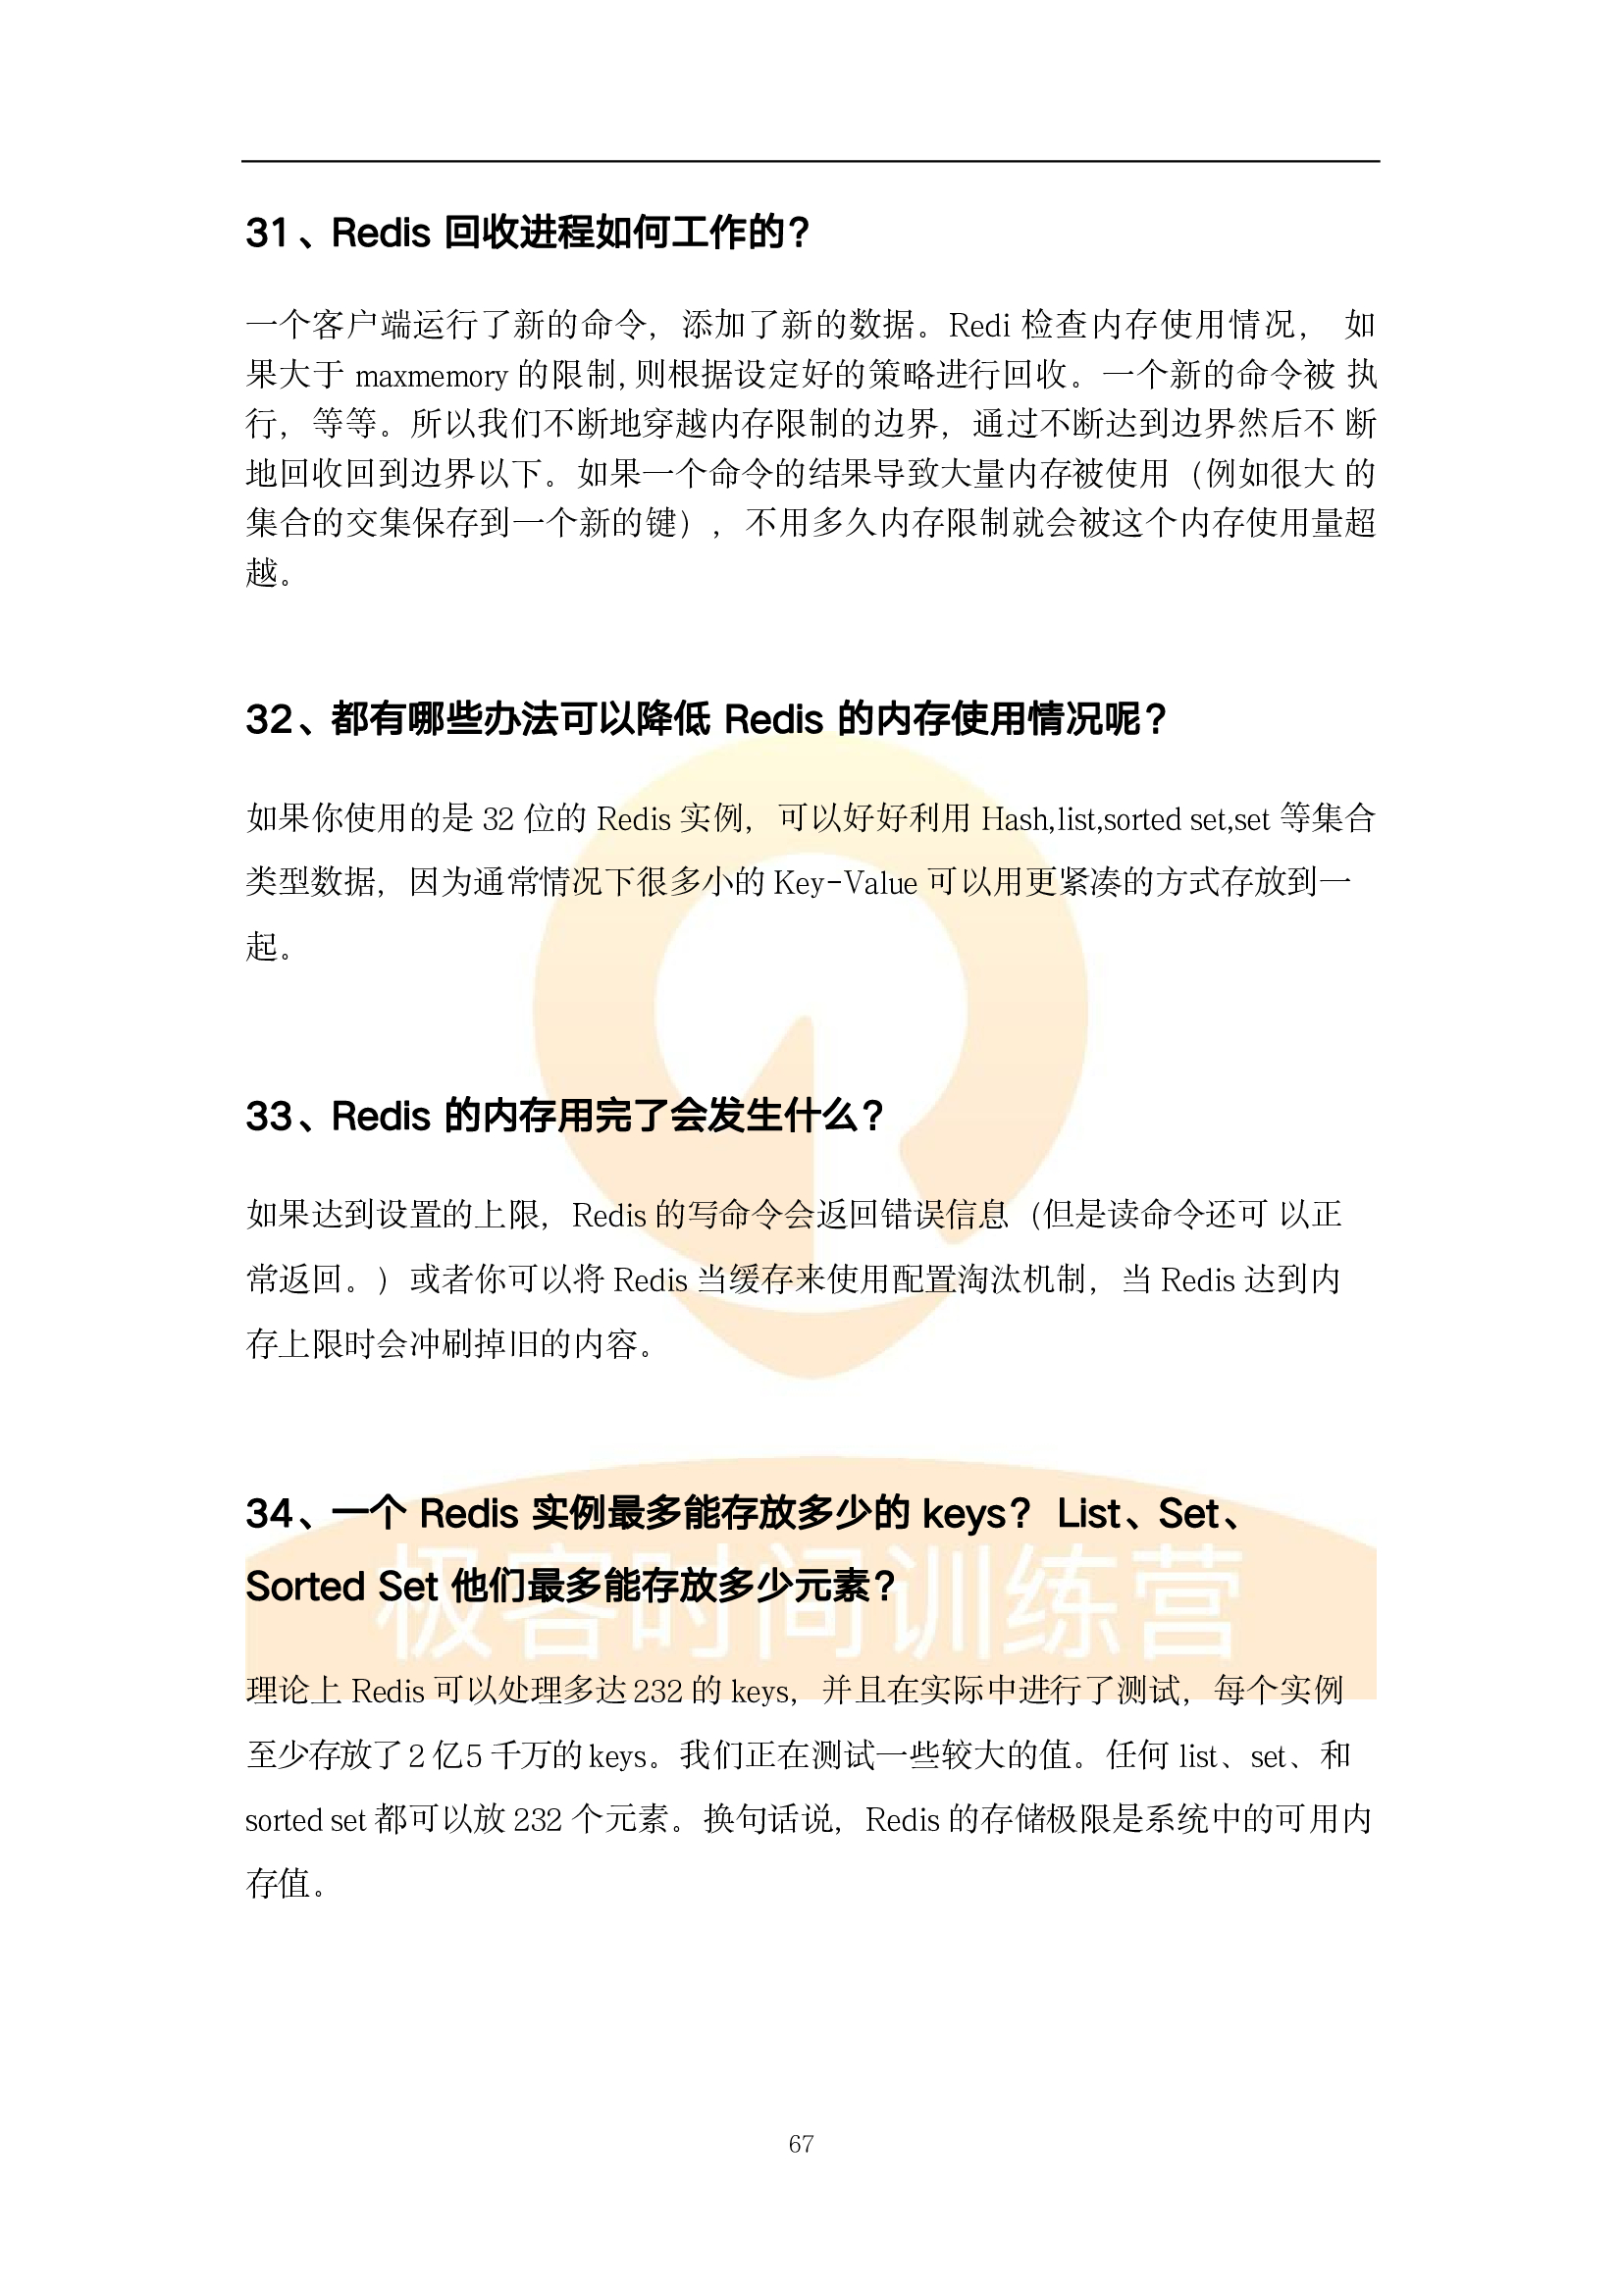 31、Redis 回收进程如何工作的？
一个客户端运行了新的命令，添加了新的数据。Redi 检查内存使用情况， 如
果大于 maxmemory 的限制, 则根据设定好的策略进行回收。一个新的命令被 执
行，等等。所以我们不断地穿越内存限制的边界，通过不断达到边界然后不 断
地回收回到边界以下。如果一个命令的结果导致大量内存被使用（例如很大 的
集合的交集保存到一个新的键），不用多久内存限制就会被这个内存使用量超
越。
32、都有哪些办法可以降低 Redis 的内存使用情况呢？
如果你使用的是 32 位的 Redis 实例，可以好好利用 Hash,list,sorted set,set 等集合
类型数据，因为通常情况下很多小的 Key-Value 可以用更紧凑的方式存放到一
起。
33、Redis 的内存用完了会发生什么？
如果达到设置的上限，Redis 的写命令会返回错误信息（但是读命令还可 以正
常返回。）或者你可以将 Redis 当缓存来使用配置淘汰机制，当 Redis 达到内
存上限时会冲刷掉旧的内容。
34、一个 Redis 实例最多能存放多少的 keys？ List、Set、
Sorted Set 他们最多能存放多少元素？
极客时间训练营
理论上 Redis 可以处理多达 232 的 keys，并且在实际中进行了测试，每个实例
至少存放了 2 亿 5 千万的 keys。我们正在测试一些较大的值。任何 list、set、和
sorted set 都可以放 232 个元素。换句话说，Redis 的存储极限是系统中的可用内
存值。
67